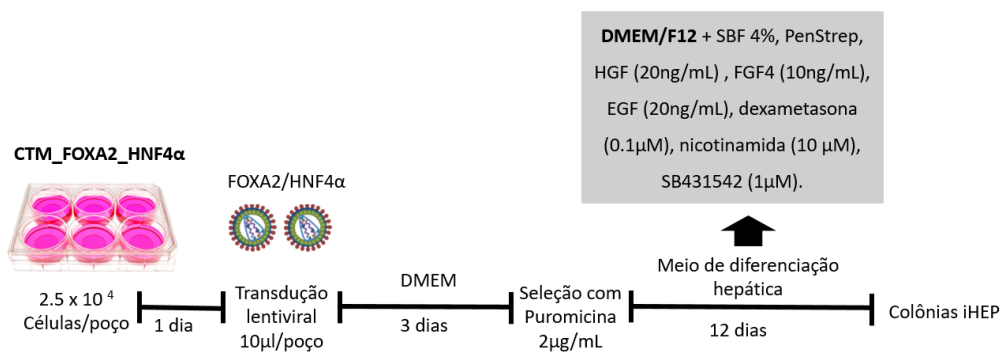 DMEM/F12 + SBF 4%, PenStrep,
HGF (20ng/mL) , FGF4 (10ng/mL),
EGF (20ng/mL), dexametasona
(0.1µM), nicotinamida (10 µM),
SB431542 (1µM).
CTM_FOXA2_HNF4α
FOXA2/HNF4α
2.5 x 10 4
Células/poço
1 dia
Transdução
lentiviral
10µl/poço
DMEM
3 dias
Seleção com
Puromicina
2µg/mL
Meio de diferenciação
hepática
12 dias
Colônias iHEP